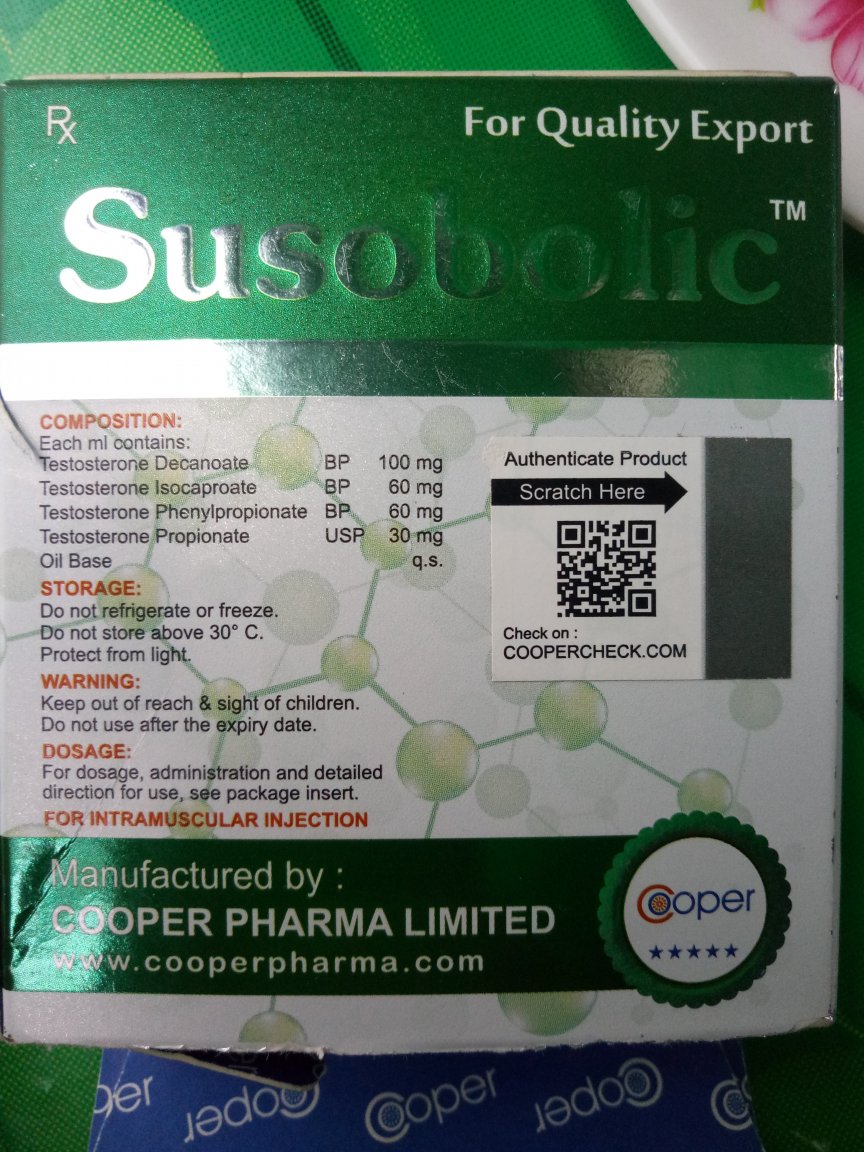 Rx
For Quality Export
Susobolic™
COMPOSITION:
Each ml contains:
Testosterone Decanoate BP 100 mg
Testosterone Isocaproate BP 60 mg
Testosterone Phenylpropionate BP 60 mg
Testosterone Propionate USP 30 mg
Oil Base q.s.
STORAGE:
Do not refrigerate or freeze.
Do not store above 30° C.
Protect from light.
WARNING:
Keep out of reach & sight of children.
Do not use after the expiry date.
DOSAGE:
For dosage, administration and detailed
direction for use, see package insert.
FOR INTRAMUSCULAR INJECTION
Authenticate Product
Scratch Here
Check on :
COOPERCHECK.COM
Manufactured by :
COOPER PHARMA LIMITED
www.cooperpharma.com
Cooper
Cooper
Cooper
Cooper